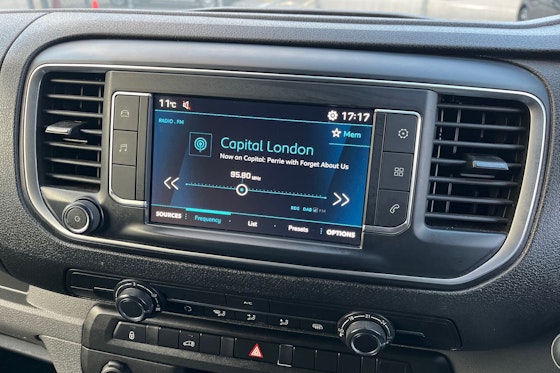 11°C 17:17
RADIO . FM
Mem
Capital London
Now on Capital: Perrie with Forget About Us
95.80 MHz
RDS DAB FM
SOURCES Frequency List Presets OPTIONS
AUTO